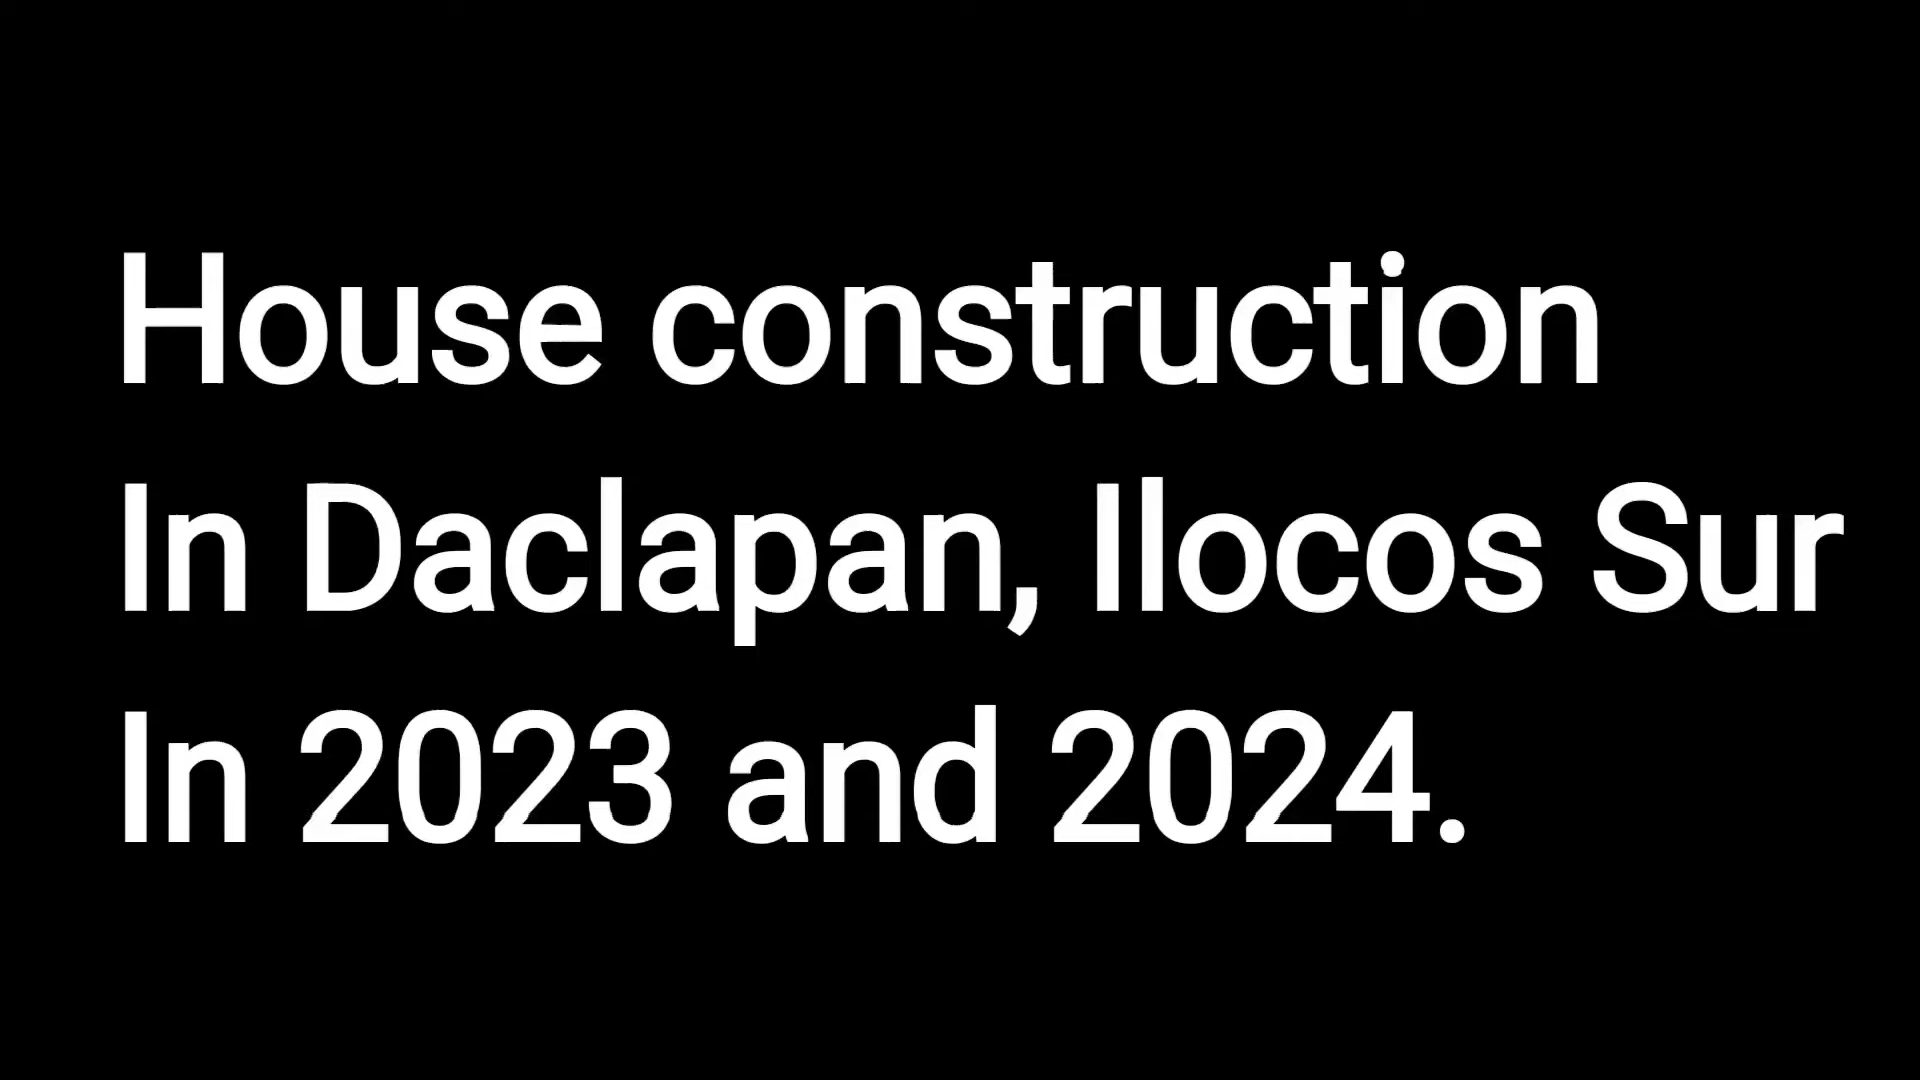 House construction
In Daclapan, Ilocos Sur
In 2023 and 2024.